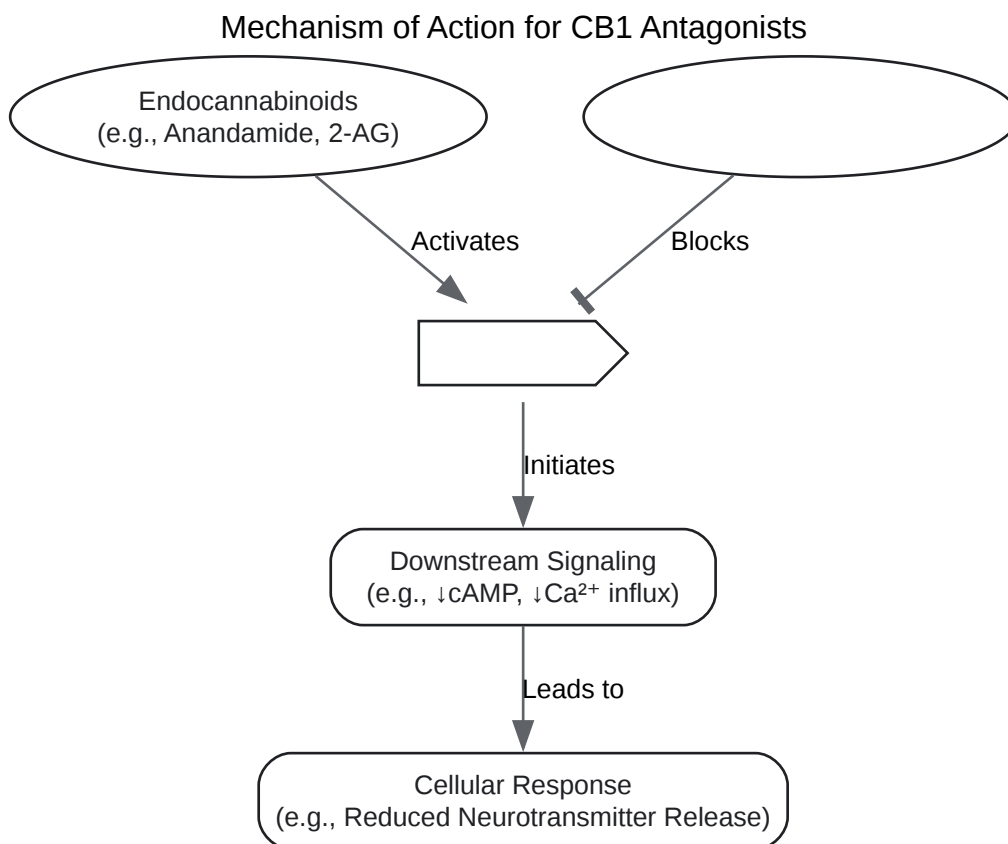 Mechanism of Action for CB1 Antagonists
Endocannabinoids
(e.g., Anandamide, 2-AG)
Activates
Blocks
Initiates
Downstream Signaling
(e.g., ↓cAMP, ↓Ca²⁺ influx)
Leads to
Cellular Response
(e.g., Reduced Neurotransmitter Release)